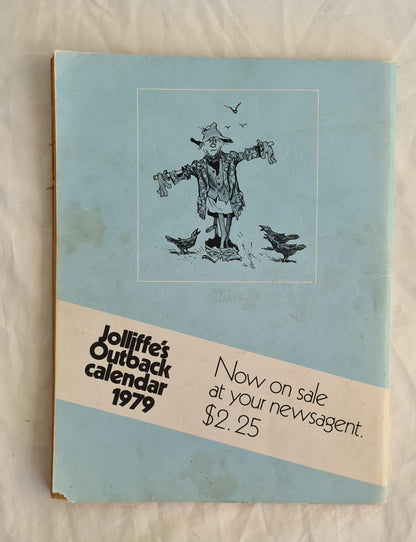 Jolliffe's
Outback
calendar
1979
Now on sale
at your newsagent.
$2.25